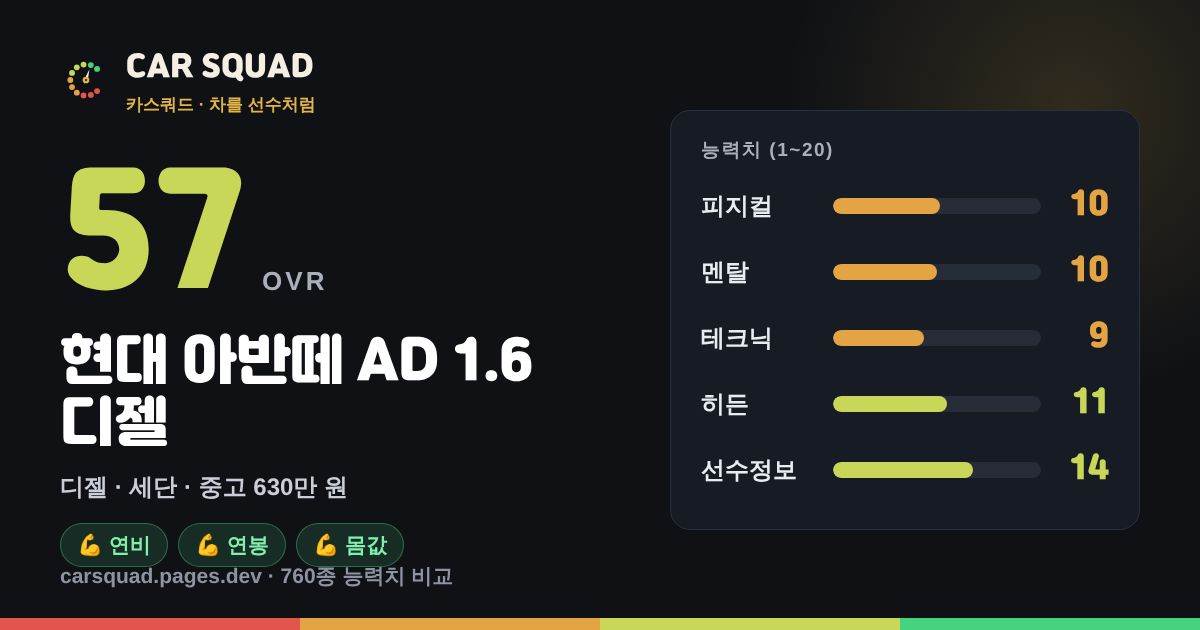 CAR SQUAD
카스쿼드 · 차를 선수처럼
57 OVR
현대 아반떼 AD 1.6
디젤
디젤 · 세단 · 중고 630만 원
💪 연비 💪 연봉 💪 몸값
carsquad.pages.dev · 760종 능력치 비교
능력치 (1~20)
피지컬 10
멘탈 10
테크닉 9
히든 11
선수정보 14